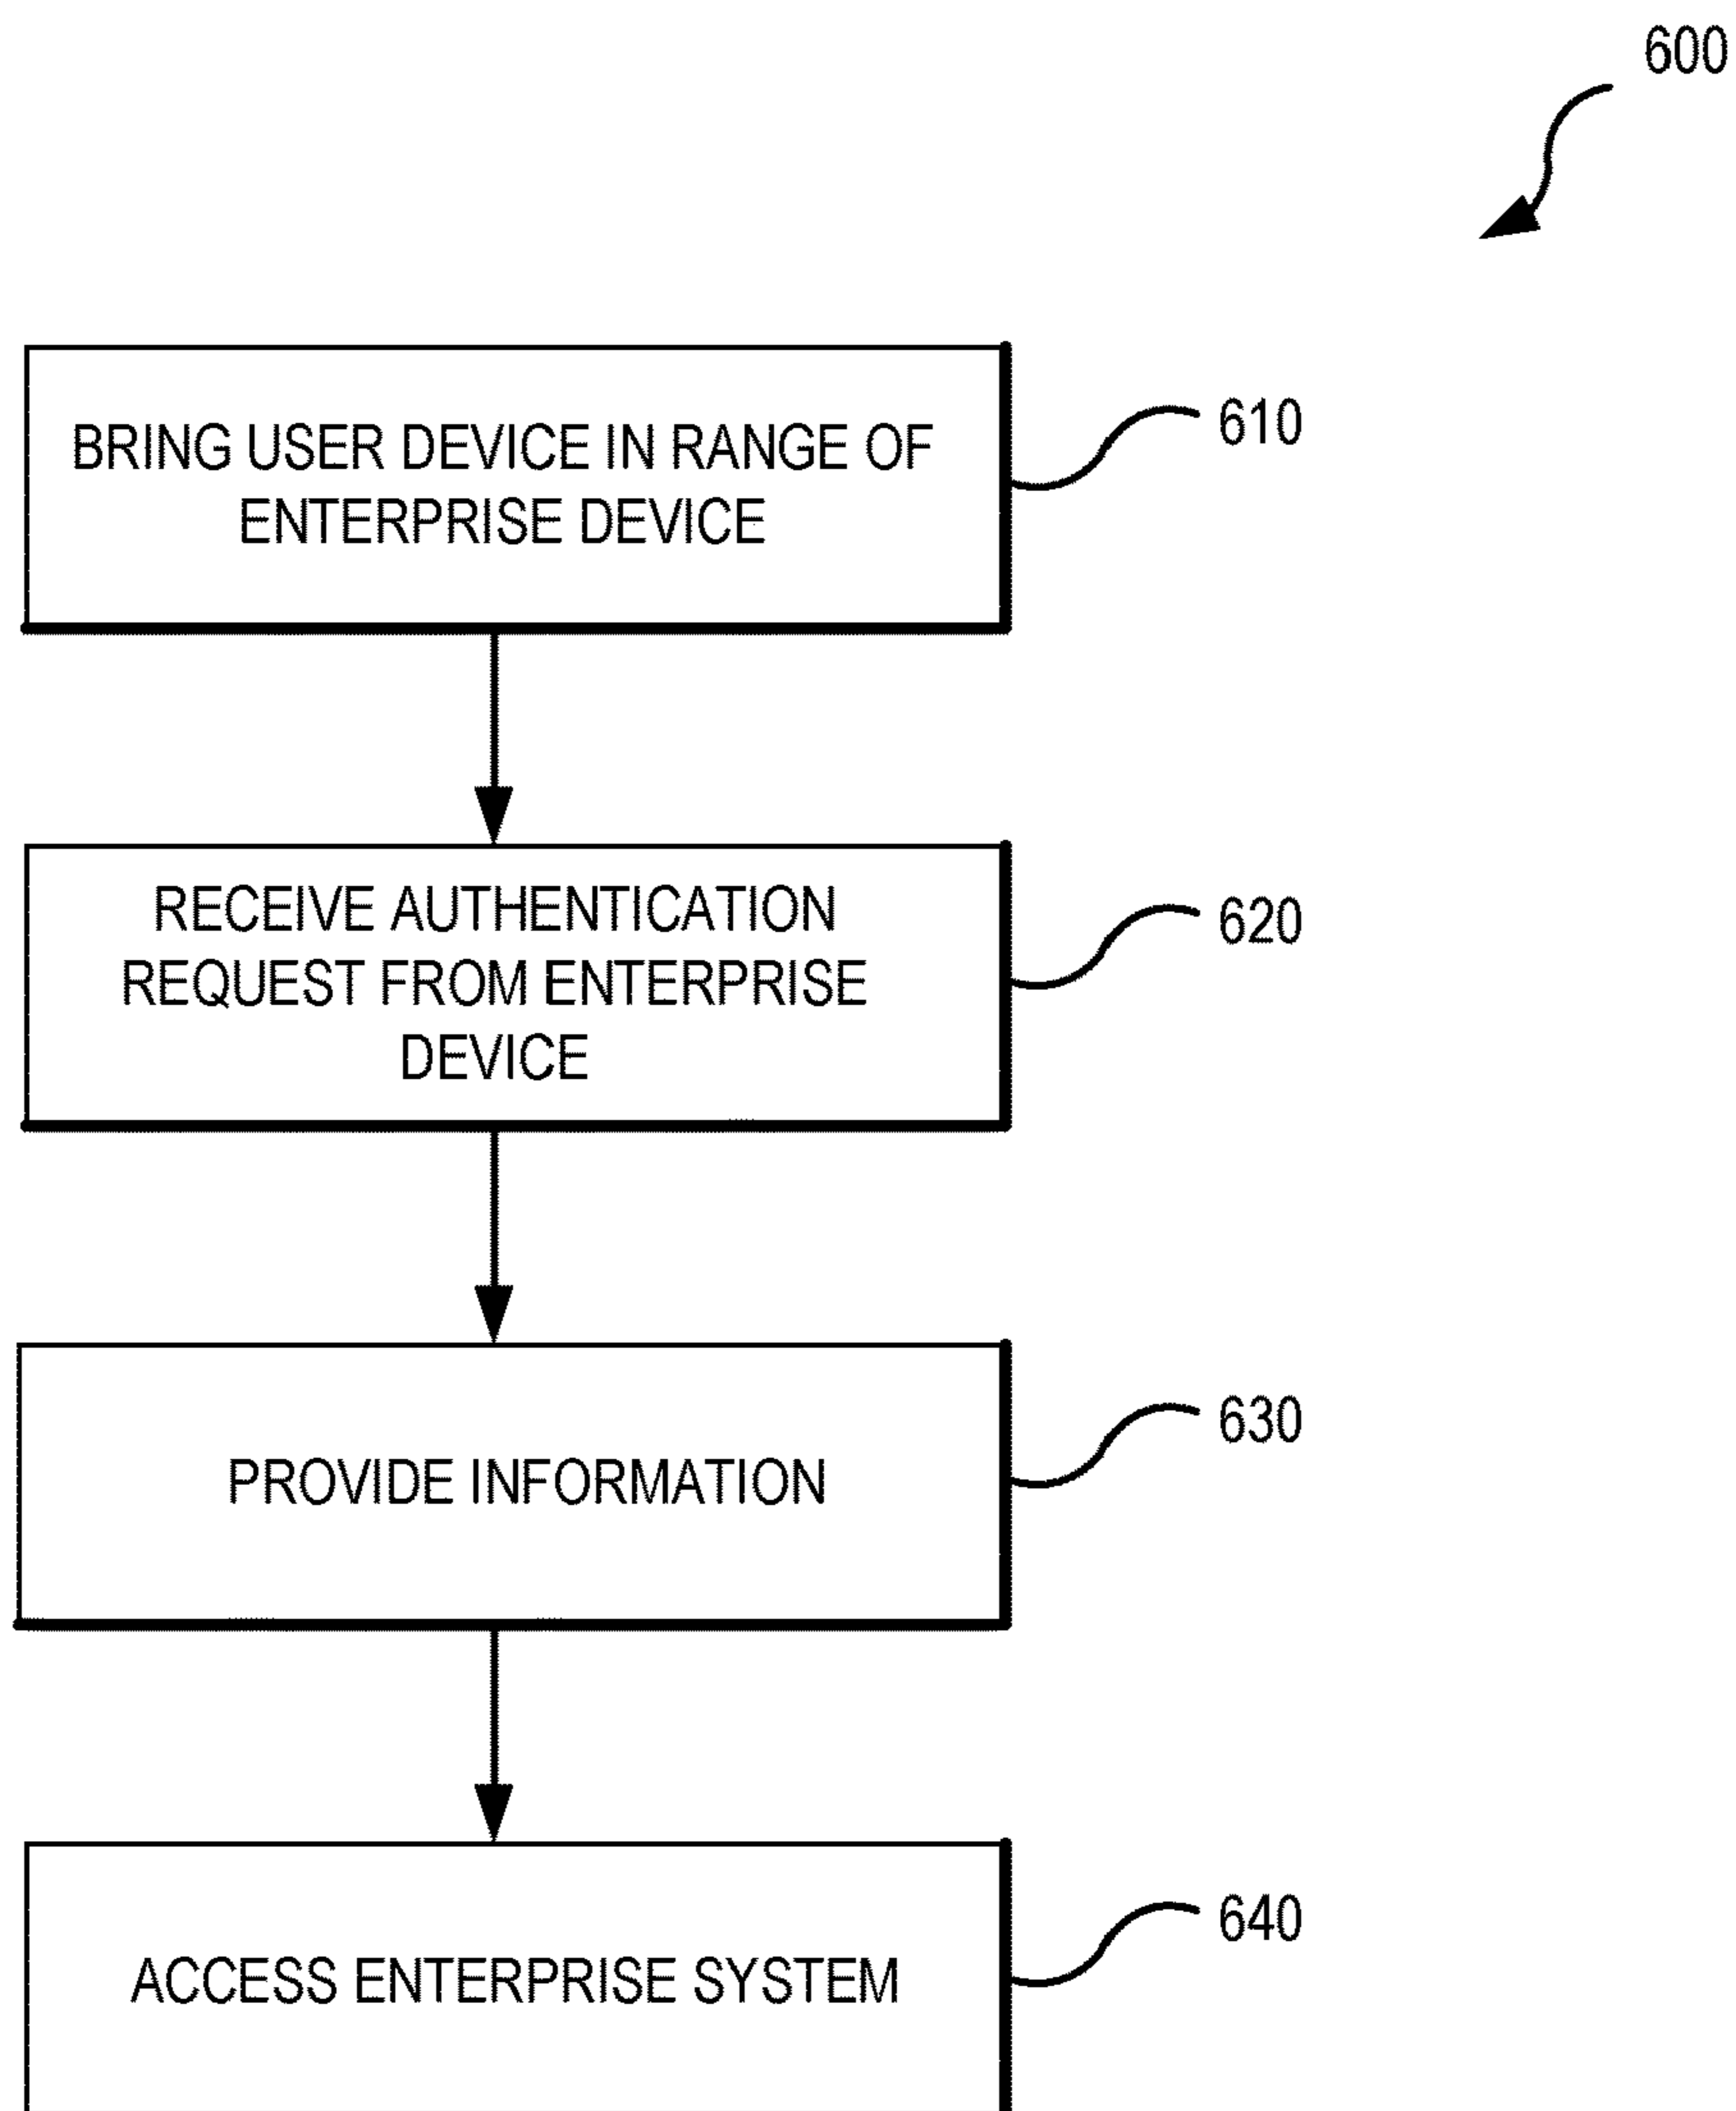 600
BRING USER DEVICE IN RANGE OF
ENTERPRISE DEVICE
610
RECEIVE AUTHENTICATION
REQUEST FROM ENTERPRISE
DEVICE
620
PROVIDE INFORMATION
630
ACCESS ENTERPRISE SYSTEM
640